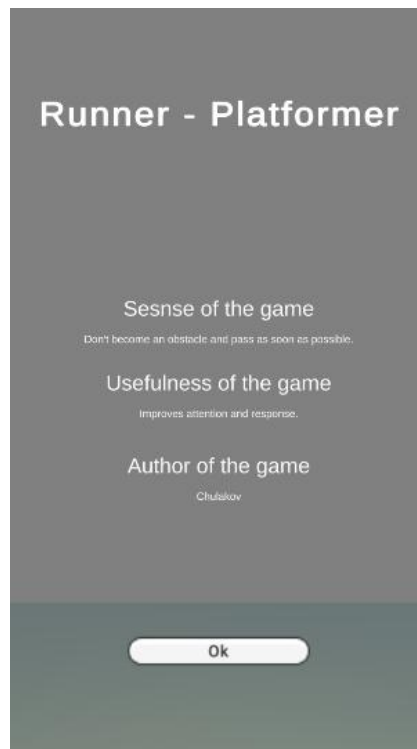 Runner - Platformer
Sesnse of the game
Don't become an obstacle and pass as soon as possible.
Usefulness of the game
Improves attention and response.
Author of the game
Chulakov
Ok